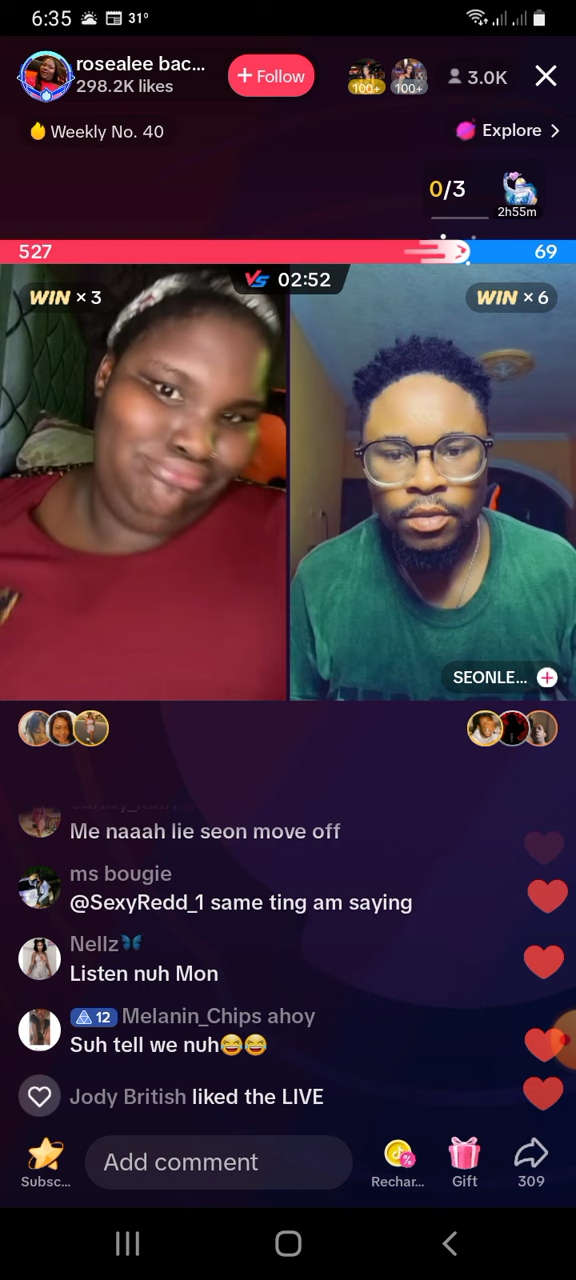 6:35 31°
rosealee bac...
298.2K likes
+ Follow
100+
100+
3.0K
Weekly No. 40
Explore >
0/3
2h55m
527
69
VS 02:52
WIN × 3
WIN × 6
SEONLE...
Me naaah lie seon move off
ms bougie
@SexyRedd_1 same ting am saying
Nellz🦋
Listen nuh Mon
12 Melanin_Chips ahoy
Suh tell we nuh😂😂
Jody British liked the LIVE
Add comment
Subsc...
Rechar...
Gift
309